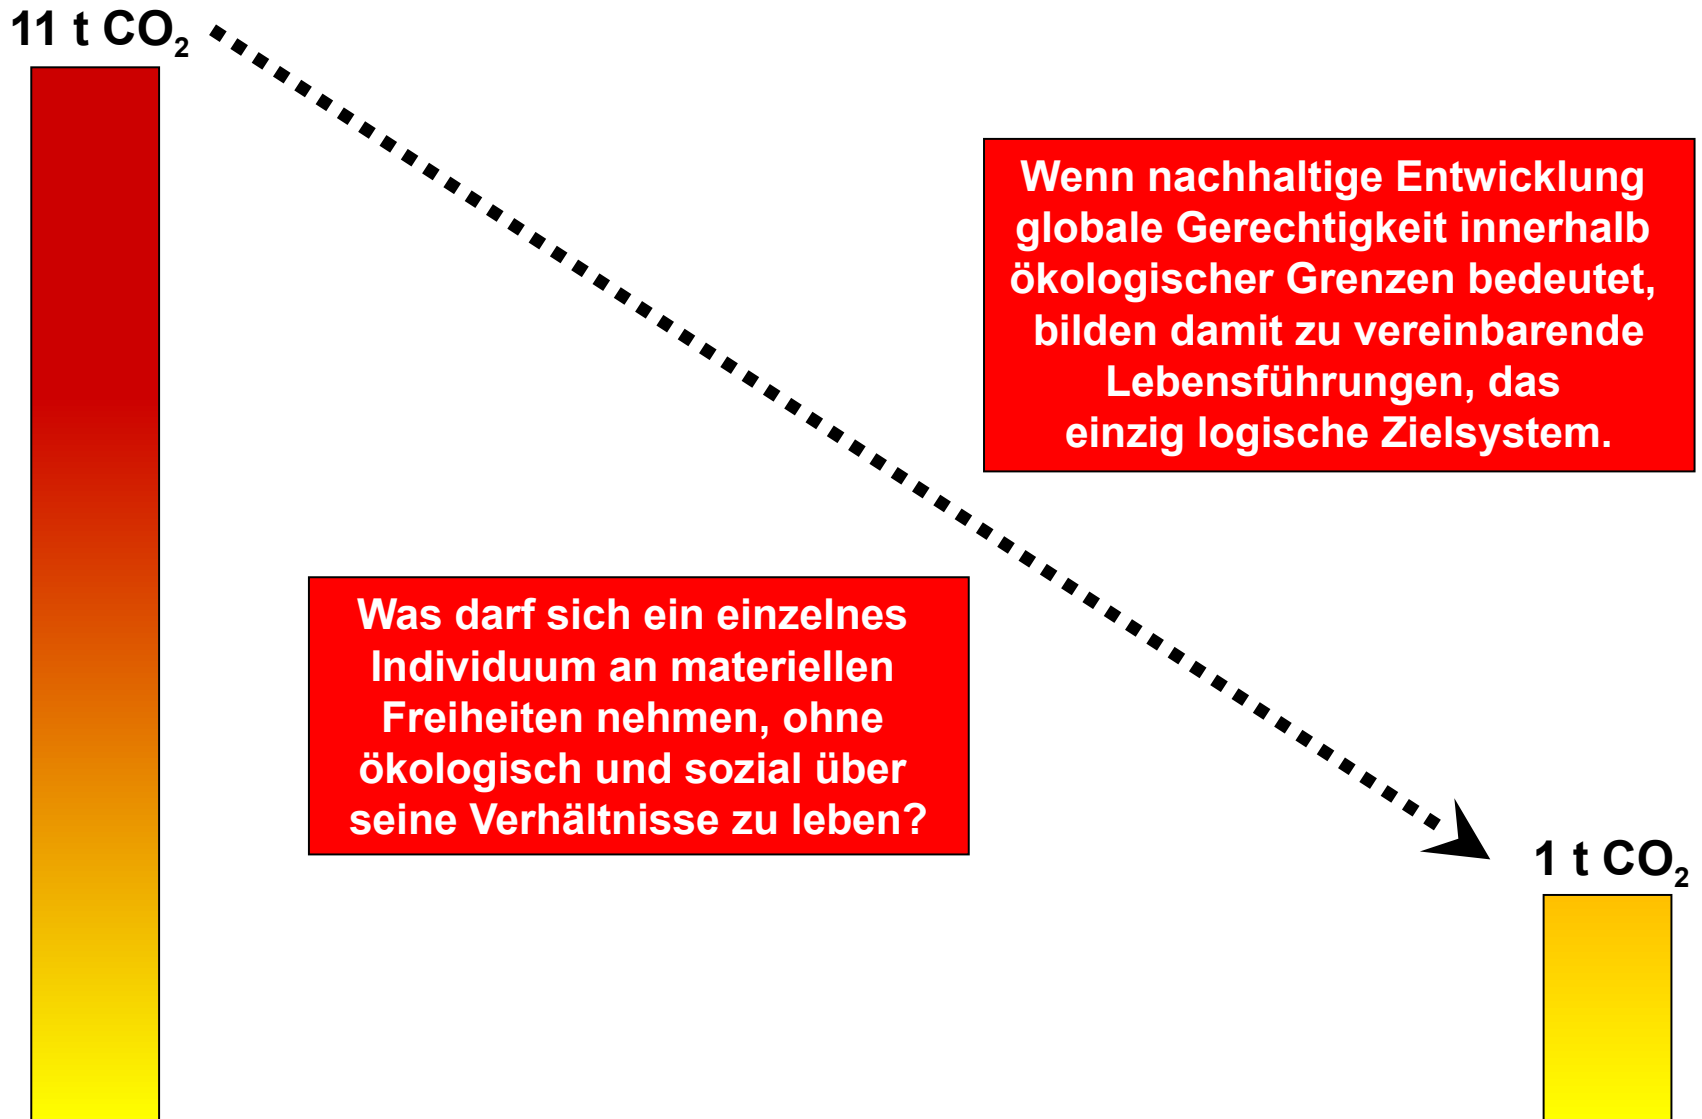 11 t CO₂
Wenn nachhaltige Entwicklung
globale Gerechtigkeit innerhalb
ökologischer Grenzen bedeutet,
bilden damit zu vereinbarende
Lebensführungen, das
einzig logische Zielsystem.
Was darf sich ein einzelnes
Individuum an materiellen
Freiheiten nehmen, ohne
ökologisch und sozial über
seine Verhältnisse zu leben?
1 t CO₂